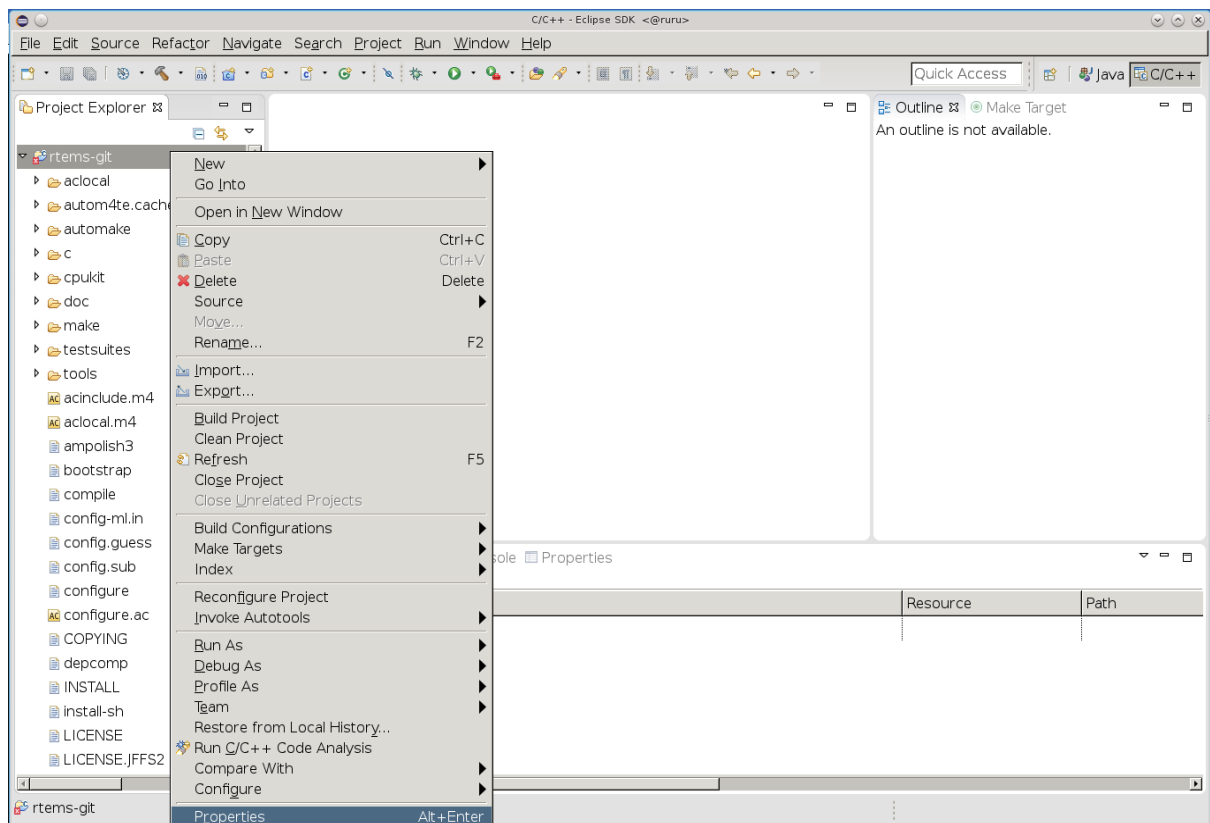 C/C++ - Eclipse SDK <@ruru>
File Edit Source Refactor Navigate Search Project Run Window Help
Quick Access Java C/C++
Project Explorer
Outline Make Target
An outline is not available.
rtems-git
aclocal
autom4te.cache
automake
c
cpukit
doc
make
testsuites
tools
acinclude.m4
aclocal.m4
ampolish3
bootstrap
compile
config-ml.in
config.guess
config.sub
configure
configure.ac
COPYING
depcomp
INSTALL
install-sh
LICENSE
LICENSE.JFFS2
New
Go Into
Open in New Window
Copy Ctrl+C
Paste Ctrl+V
Delete Delete
Source
Move...
Rename... F2
Import...
Export...
Build Project
Clean Project
Refresh F5
Close Project
Close Unrelated Projects
Build Configurations
Make Targets
Index
Reconfigure Project
Invoke Autotools
Run As
Debug As
Profile As
Team
Restore from Local History...
Run C/C++ Code Analysis
Compare With
Configure
Properties Alt+Enter
sole Properties
Resource Path
rtems-git